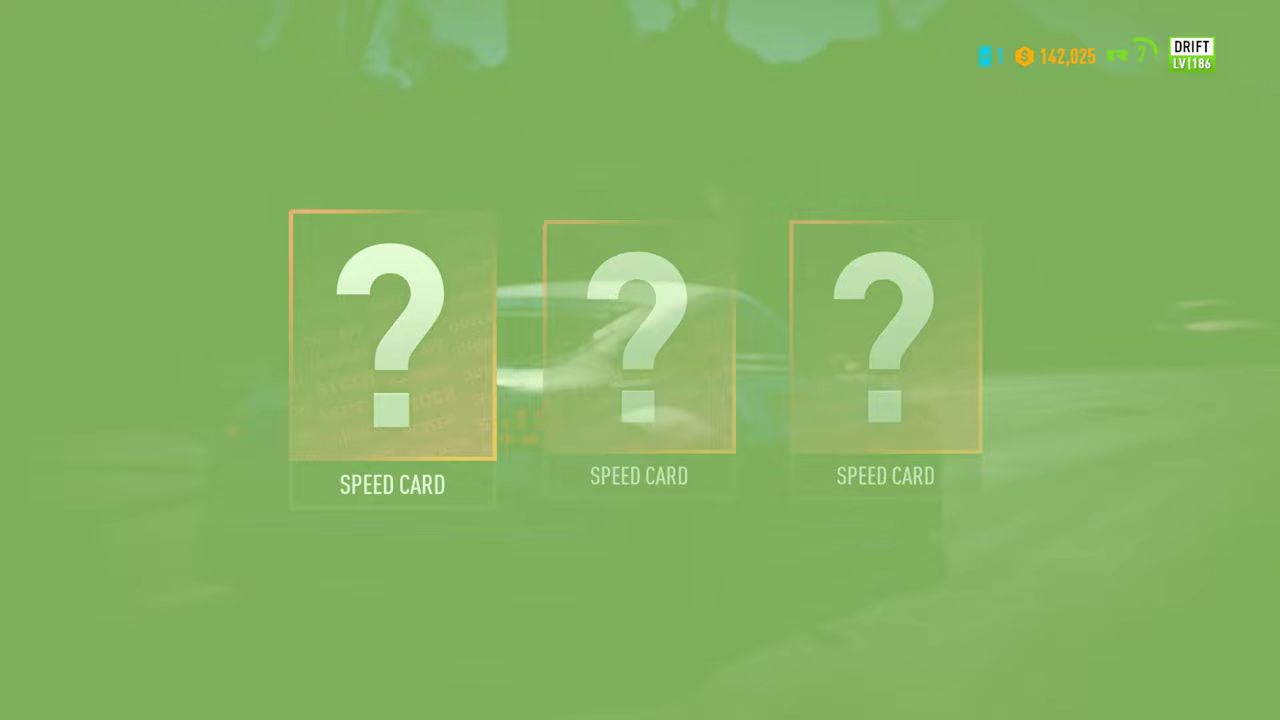 1 142,025 7 DRIFT
LV|186
? ? ?
SPEED CARD SPEED CARD SPEED CARD